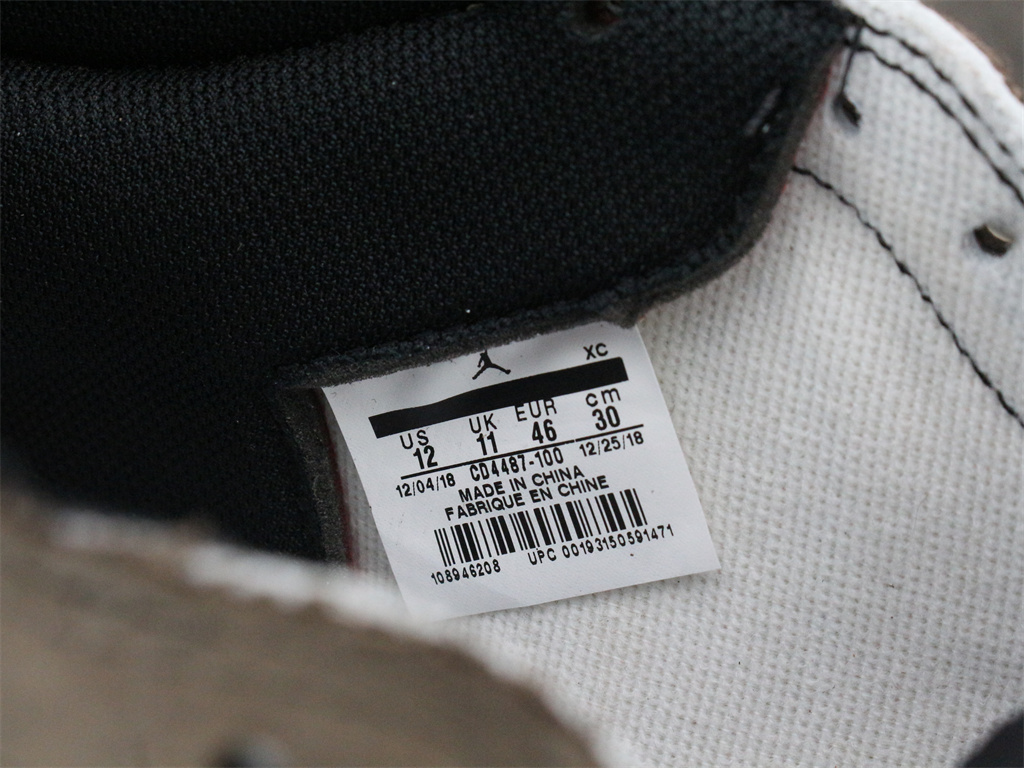 XC
US UK EUR cm
12 11 46 30
12/04/18 CD4487-100 12/25/18
MADE IN CHINA
FABRIQUE EN CHINE
108946208 UPC 00193150591471